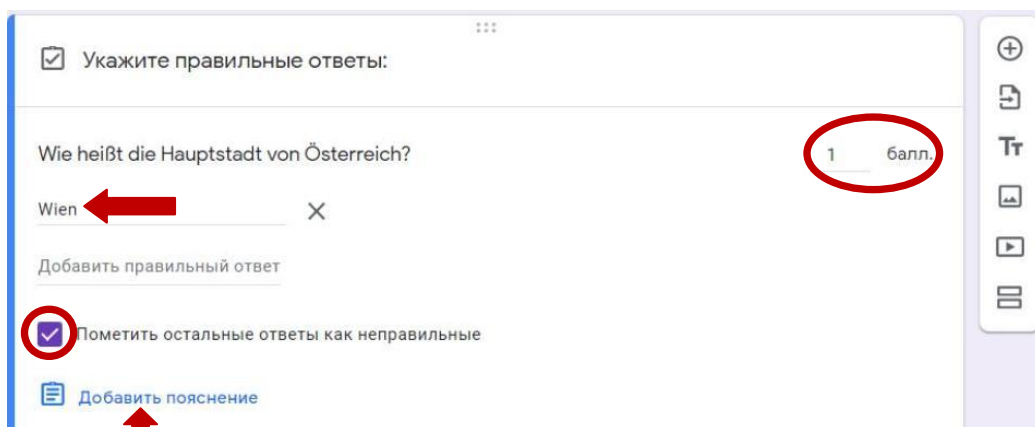 Укажите правильные ответы:
Wie heißt die Hauptstadt von Österreich?
1 балл.
Wien
Добавить правильный ответ
Пометить остальные ответы как неправильные
Добавить пояснение
Тт